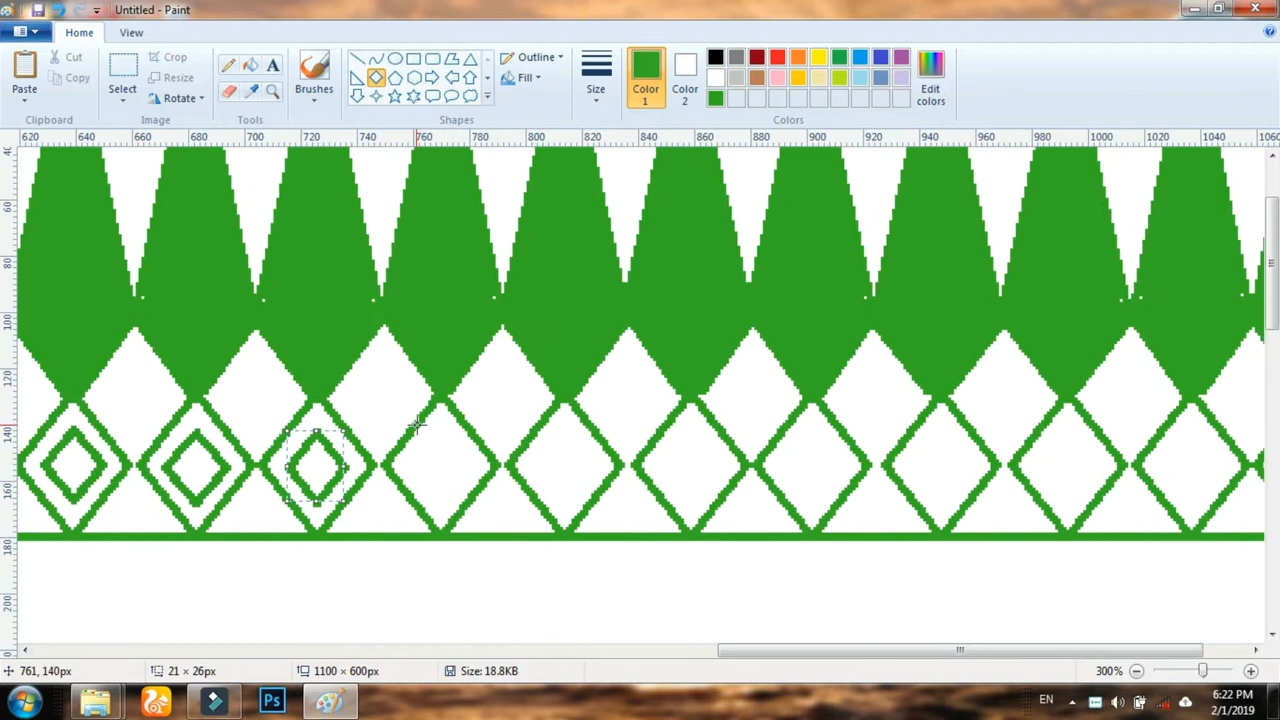 Untitled - Paint
Home
View
Paste
Cut
Copy
Clipboard
Select
Crop
Resize
Rotate
Image
A
Tools
Brushes
Outline
Fill
Shapes
Size
Color 1
Color 2
Edit colors
Colors
620 640 660 680 700 720 740 760 780 800 820 840 860 880 900 920 940 960 980 1000 1020 1040 1060
40
60
80
100
120
140
160
180
200
761, 140px
21 × 26px
1100 × 600px
Size: 18.8KB
300%
Ps
EN
6:22 PM
2/1/2019